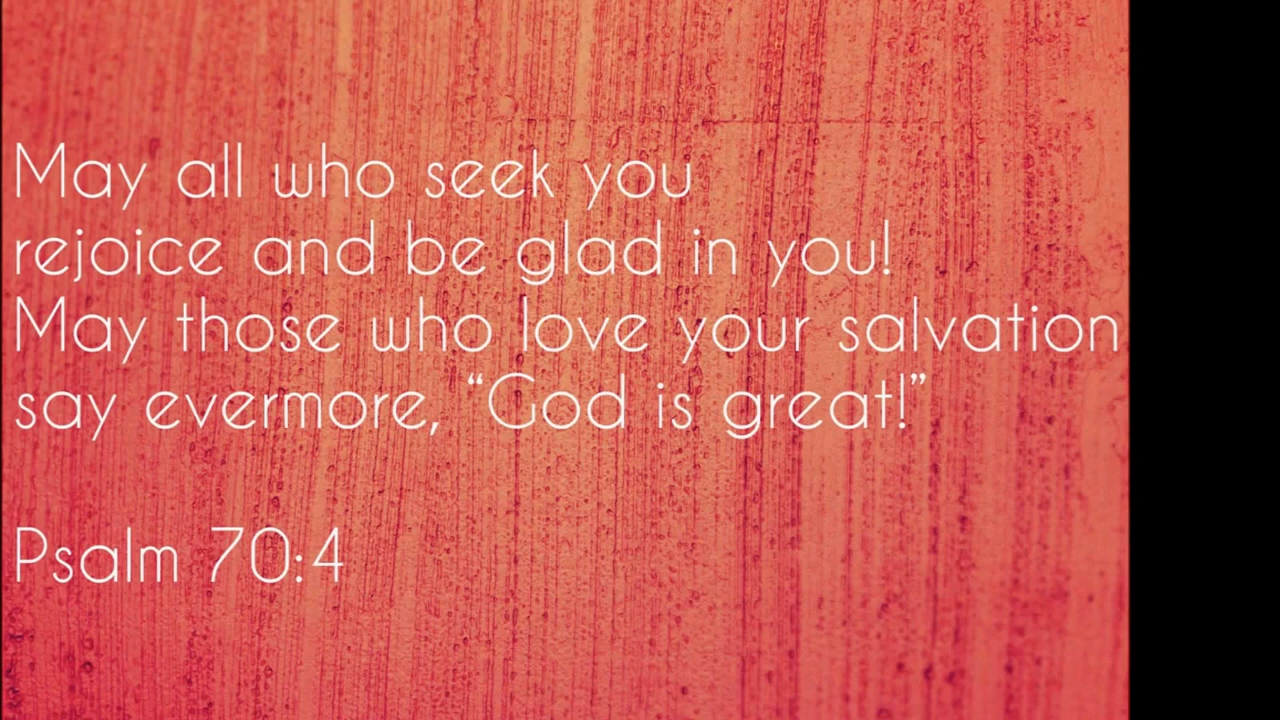 May all who seek you
rejoice and be glad in you!
May those who love your salvation
say evermore, “God is great!”
Psalm 70:4